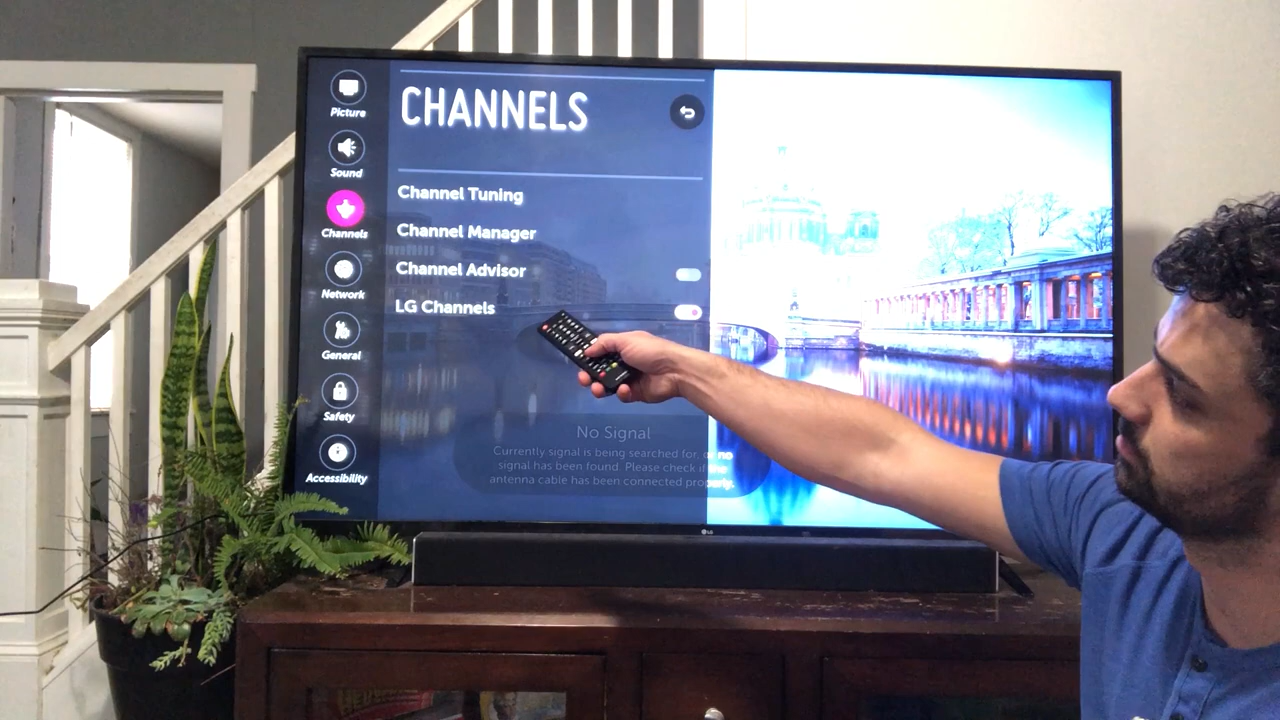 Picture
Sound
Channels
Network
General
Safety
Accessibility
CHANNELS
Channel Tuning
Channel Manager
Channel Advisor
LG Channels
No Signal
Currently signal is being searched for, or no
signal has been found. Please check if the
antenna cable has been connected properly.
LG